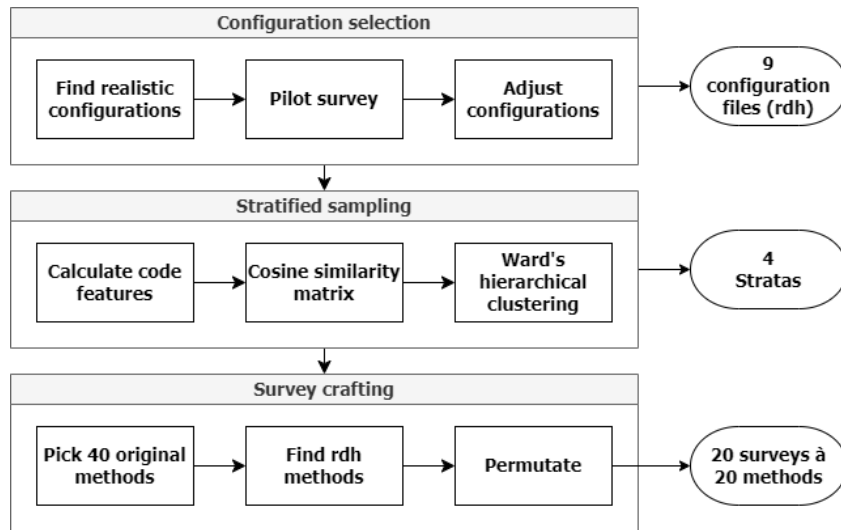 Configuration selection
Find realistic
configurations
Pilot survey
Adjust
configurations
9
configuration
files (rdh)
Stratified sampling
Calculate code
features
Cosine similarity
matrix
Ward's
hierarchical
clustering
4
Stratas
Survey crafting
Pick 40 original
methods
Find rdh
methods
Permutate
20 surveys à
20 methods